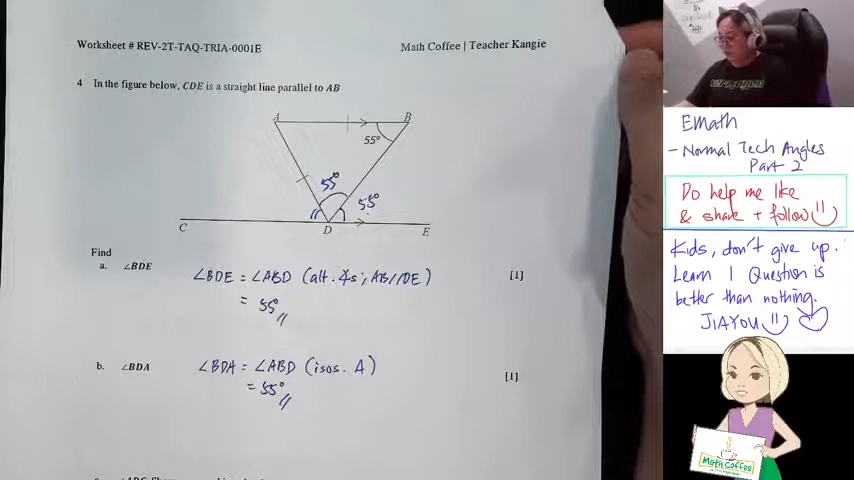 Worksheet # REV-2T-TAQ-TRIA-0001E
Math Coffee | Teacher Kangie
4 In the figure below, CDE is a straight line parallel to AB
A
B
55°
55°
55°
C
D
E
Find
a. ∠BDE
∠BDE = ∠ABD (alt. ∠s, AB//DE)
= 55°
[1]
b. ∠BDA
∠BDA = ∠ABD (isos. Δ)
= 55°
[1]
EMath
- Normal Tech Angles
Part 2
Do help me like
& share + follow
Kids, don't give up.
Learn 1 Question is
better than nothing.
JIAYOU
Math Coffee